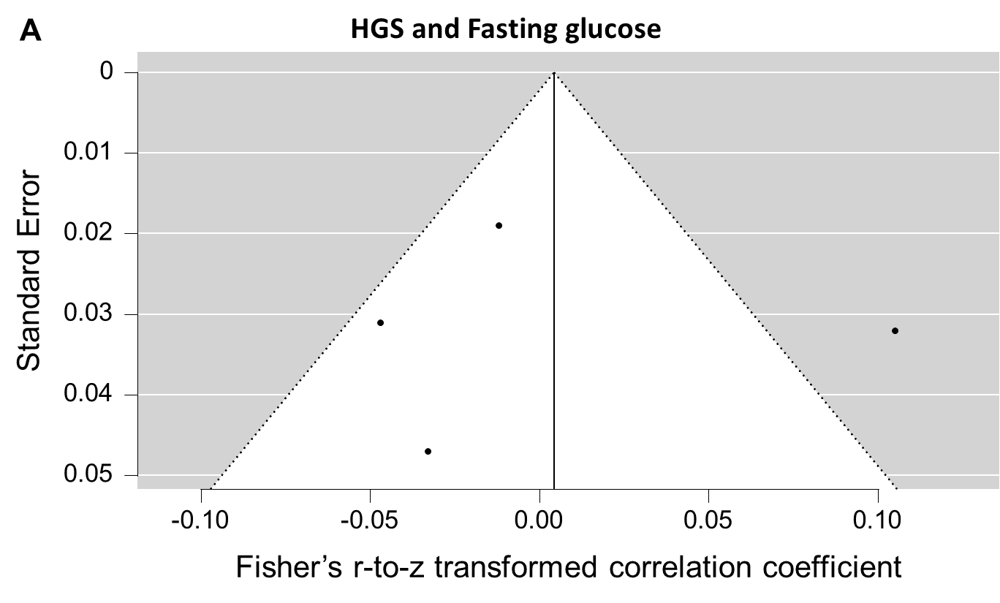 A
HGS and Fasting glucose
0
0.01
0.02
0.03
0.04
0.05
Standard Error
-0.10 -0.05 0.00 0.05 0.10
Fisher’s r-to-z transformed correlation coefficient